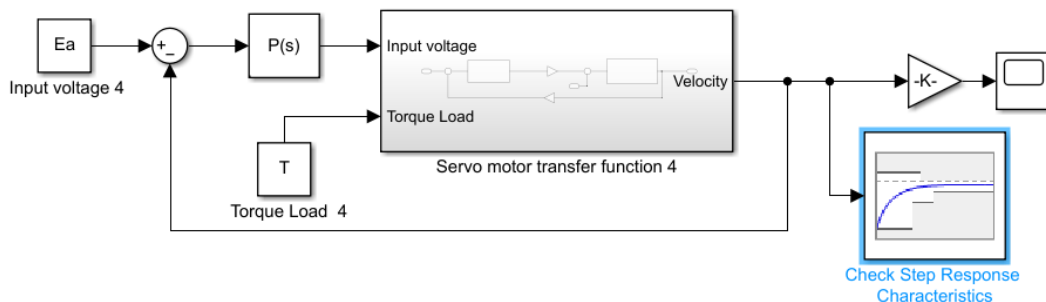 Ea
Input voltage 4
+
_
P(s)
Input voltage
Torque Load
Velocity
Servo motor transfer function 4
T
Torque Load  4
-K-
Check Step Response
Characteristics